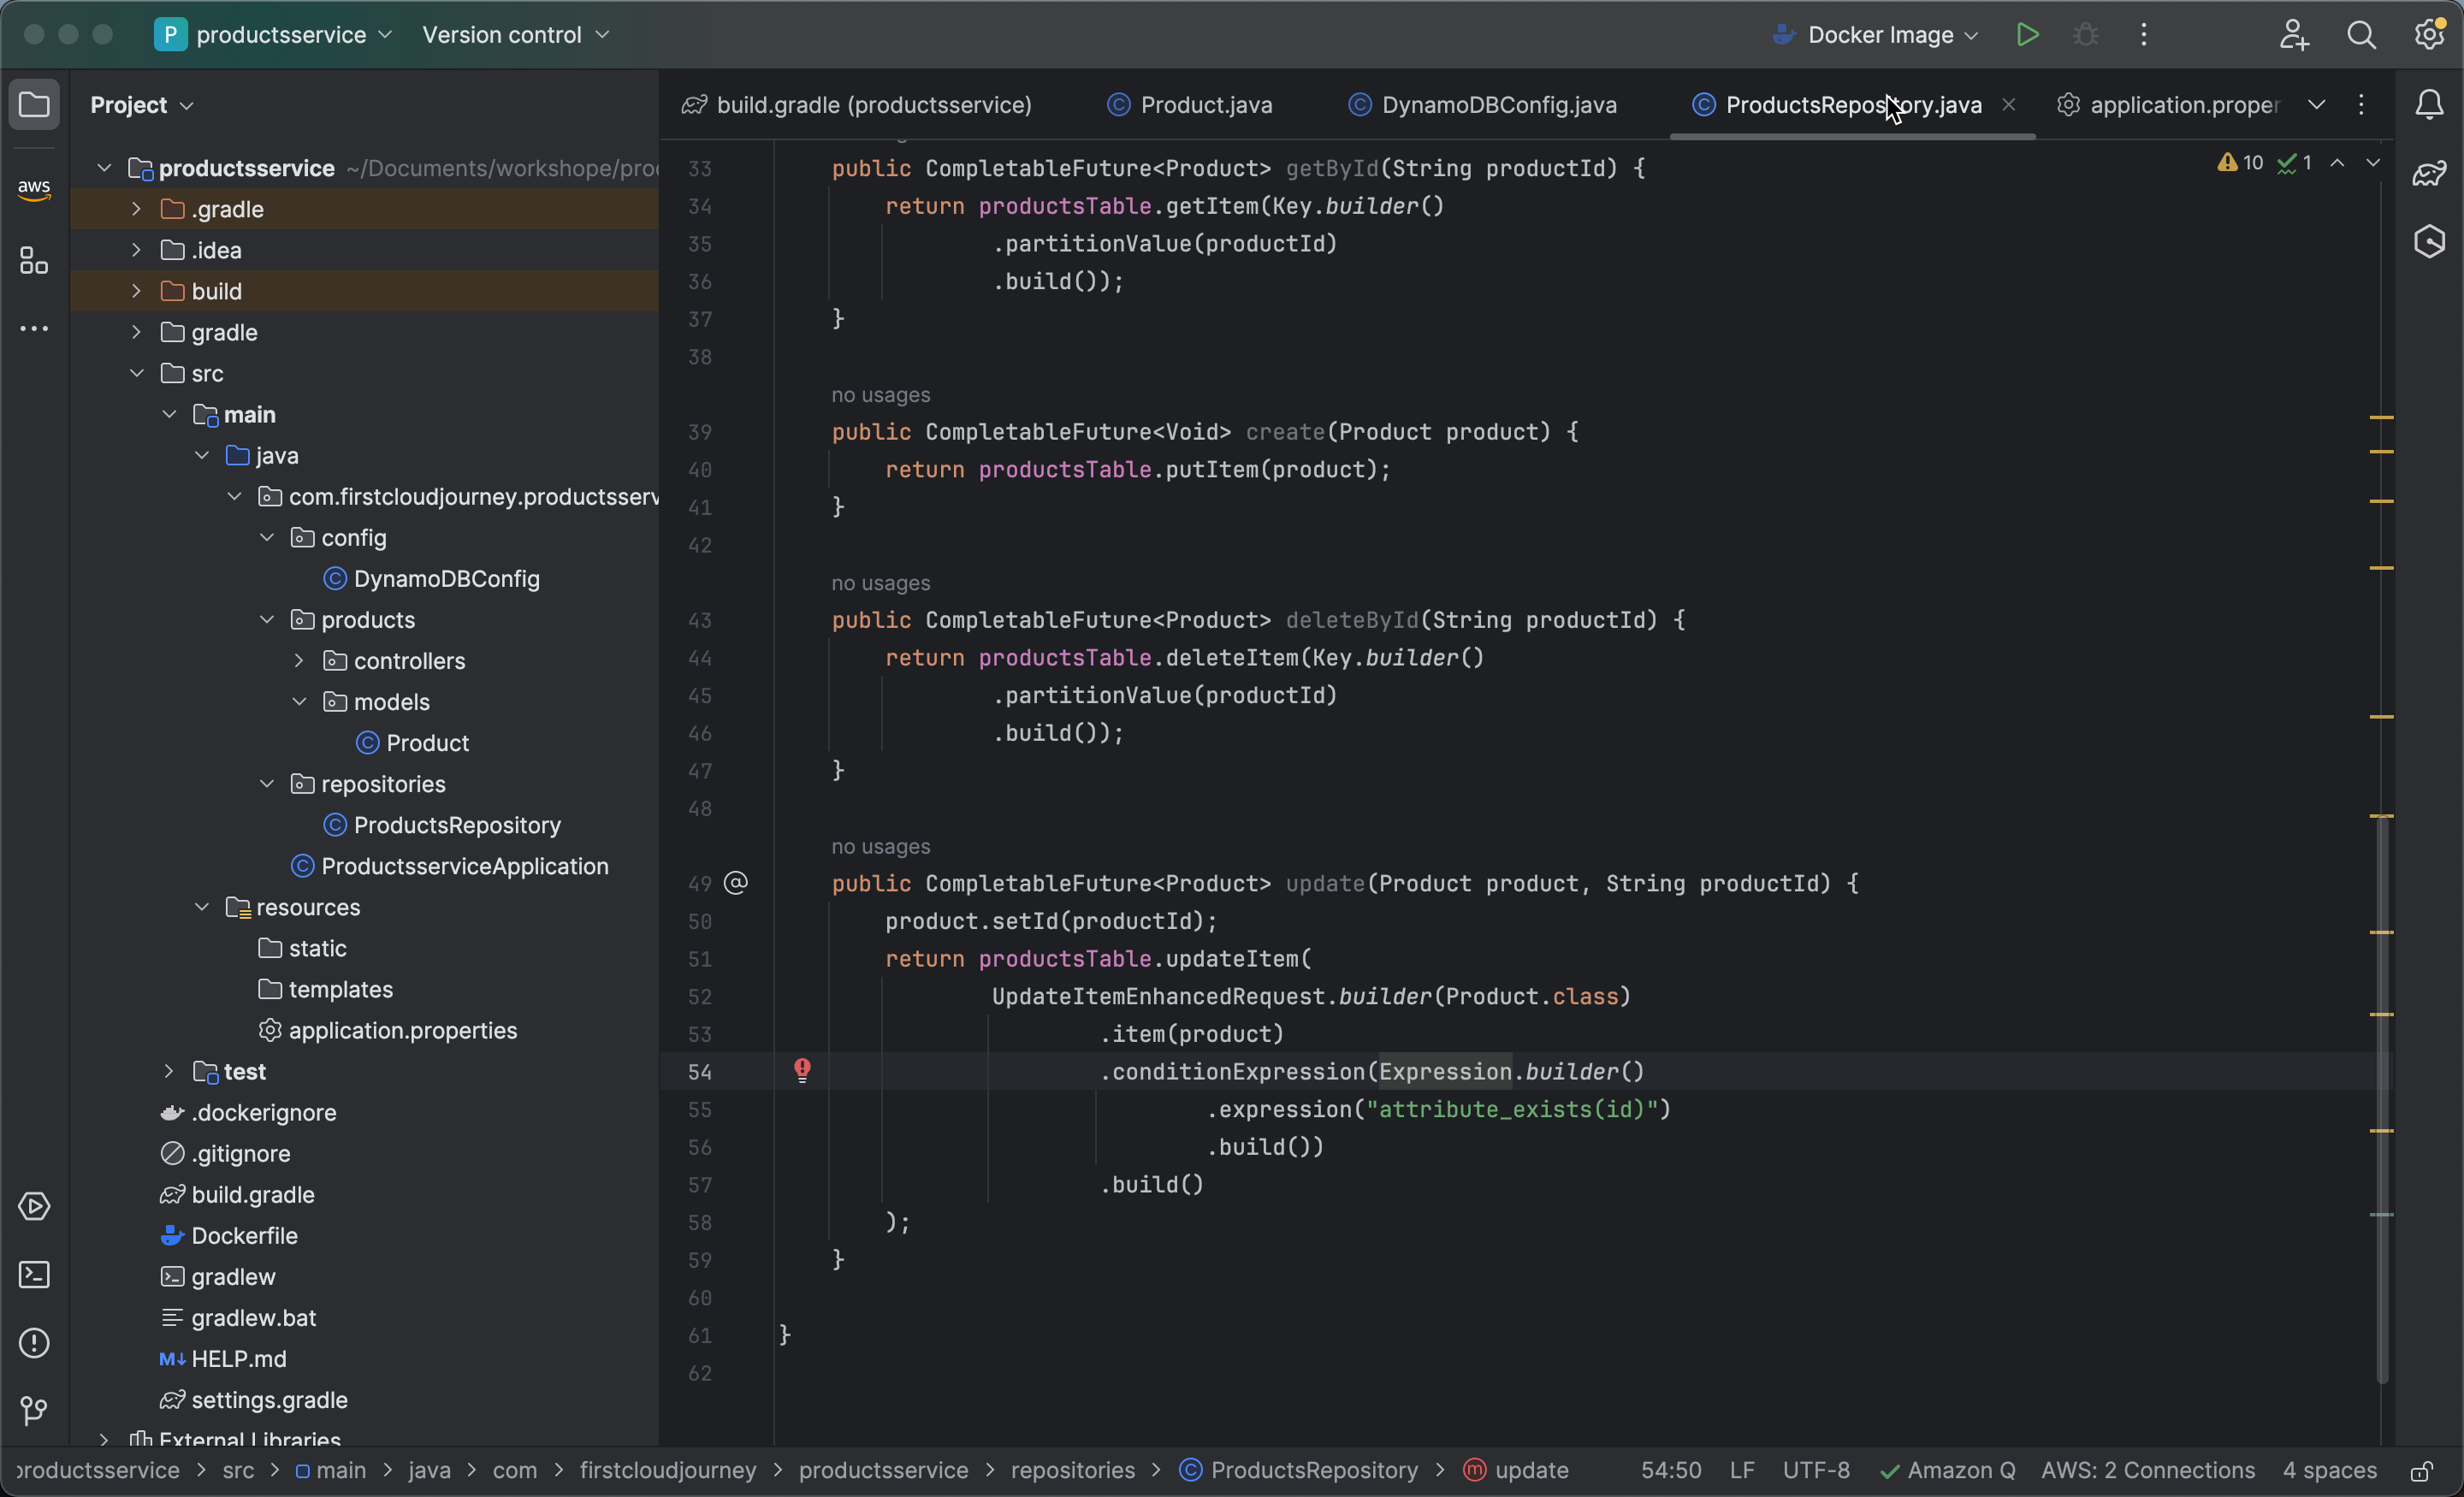 P productsservice Version control Docker Image
Project
build.gradle (productsservice) Product.java DynamoDBConfig.java ProductsRepository.java application.proper
aws
productsservice ~/Documents/workshope/pro
.gradle
.idea
build
gradle
src
main
java
com.firstcloudjourney.productsserv
config
DynamoDBConfig
products
controllers
models
Product
repositories
ProductsRepository
ProductsserviceApplication
resources
static
templates
application.properties
test
.dockerignore
.gitignore
build.gradle
Dockerfile
gradlew
gradlew.bat
M↓ HELP.md
settings.gradle
External Libraries
10 1
33 public CompletableFuture<Product> getById(String productId) {
34 return productsTable.getItem(Key.builder()
35 .partitionValue(productId)
36 .build());
37 }
38
no usages
39 public CompletableFuture<Void> create(Product product) {
40 return productsTable.putItem(product);
41 }
42
no usages
43 public CompletableFuture<Product> deleteById(String productId) {
44 return productsTable.deleteItem(Key.builder()
45 .partitionValue(productId)
46 .build());
47 }
48
no usages
49 @ public CompletableFuture<Product> update(Product product, String productId) {
50 product.setId(productId);
51 return productsTable.updateItem(
52 UpdateItemEnhancedRequest.builder(Product.class)
53 .item(product)
54 .conditionExpression(Expression.builder()
55 .expression("attribute_exists(id)")
56 .build())
57 .build()
58 );
59 }
60
61 }
62
productsservice > src > main > java > com > firstcloudjourney > productsservice > repositories > ProductsRepository > update 54:50 LF UTF-8 Amazon Q AWS: 2 Connections 4 spaces